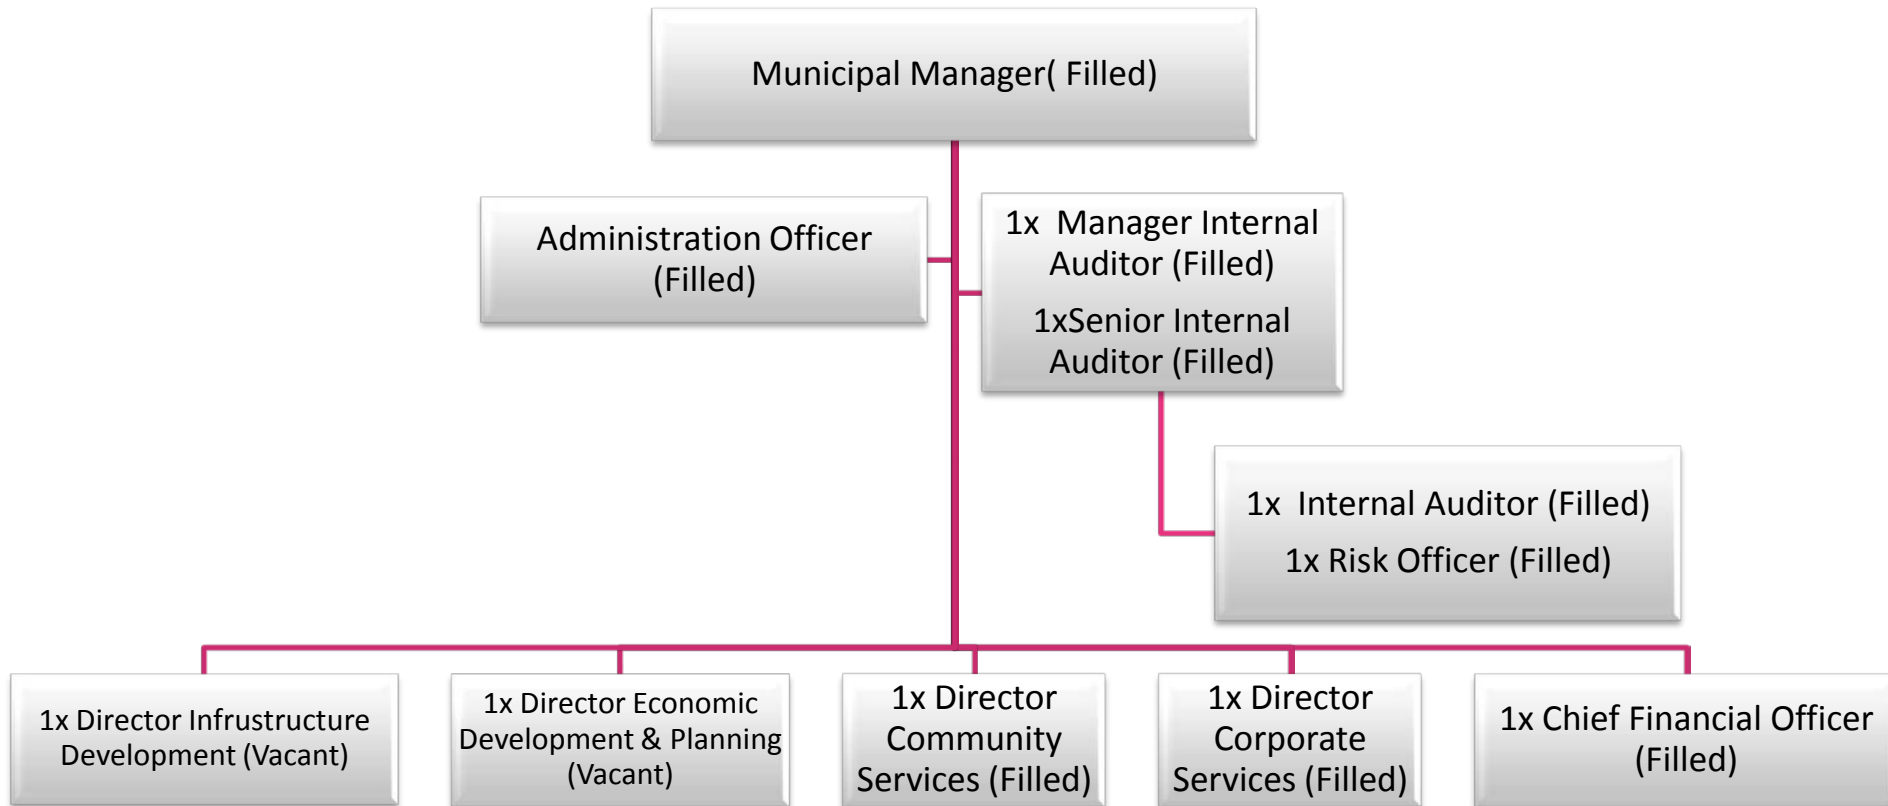 Municipal Manager( Filled)
Administration Officer
(Filled)
1x  Manager Internal
Auditor (Filled)
1xSenior Internal
Auditor (Filled)
1x  Internal Auditor (Filled)
1x Risk Officer (Filled)
1x Director Infrustructure
Development (Vacant)
1x Director Economic
Development & Planning
(Vacant)
1x Director
Community
Services (Filled)
1x Director
Corporate
Services (Filled)
1x Chief Financial Officer
(Filled)